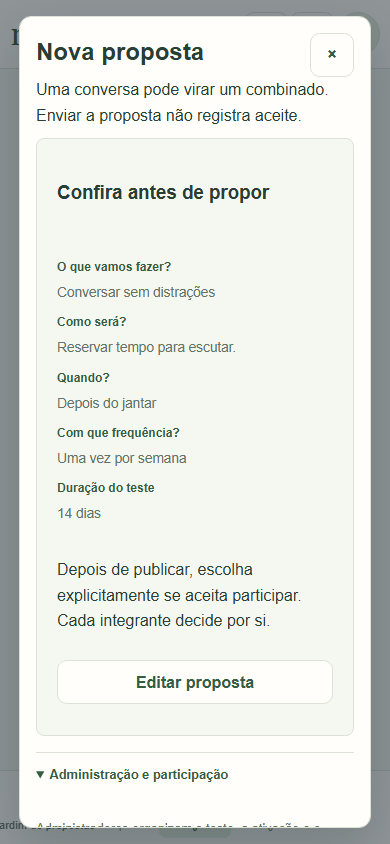 Nova proposta
×
Uma conversa pode virar um combinado.
Enviar a proposta não registra aceite.
Confira antes de propor
O que vamos fazer?
Conversar sem distrações
Como será?
Reservar tempo para escutar.
Quando?
Depois do jantar
Com que frequência?
Uma vez por semana
Duração do teste
14 dias
Depois de publicar, escolha
explicitamente se aceita participar.
Cada integrante decide por si.
Editar proposta
▼ Administração e participação